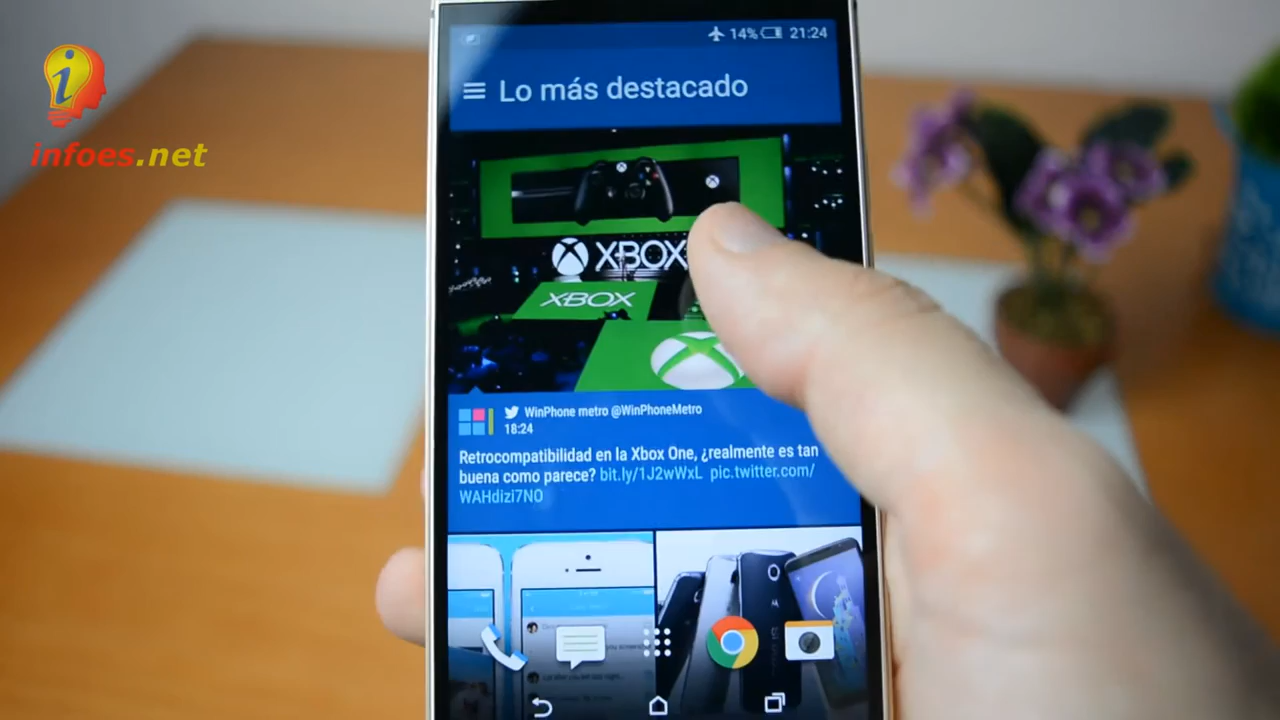 infoes.net
14% 21:24
Lo más destacado
XBOX
XBOX
WinPhone metro @WinPhoneMetro
18:24
Retrocompatibilidad en la Xbox One, ¿realmente es tan
buena como parece? bit.ly/1J2wWxL pic.twitter.com/
WAHdizi7NO